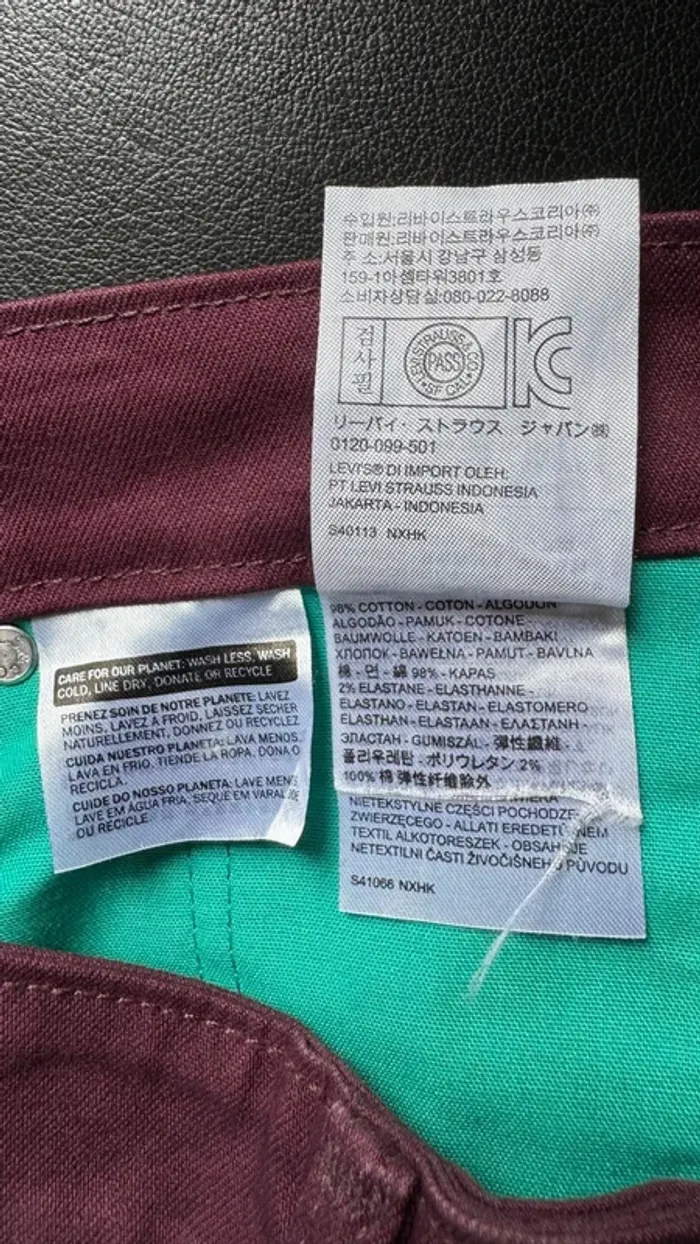 수입원:리바이스트라우스코리아㈜
판매원:리바이스트라우스코리아㈜
주 소:서울시 강남구 삼성동
159-1아셈타워3801호
소비자상담실:080-022-8088
검사필
LEVI STRAUSS & CO
PASS
SF CAL
リーバイ・ストラウス ジャパン㈱
0120-099-501
LEVI'S® DI IMPORT OLEH:
PT LEVI STRAUSS INDONESIA
JAKARTA - INDONESIA
S40113 NXHK
98% COTTON - COTON - ALGODÓN
ALGODÃO - PAMUK - COTONE -
BAUMWOLLE - KATOEN - BAMBAKI
ХЛОПОК - BAWEŁNA - PAMUT - BAVLNA
棉 - 면 - 綿 98% - KAPAS
2% ELASTANE - ELASTHANNE -
ELASTANO - ELASTAN - ELASTOMERO
ELASTHAN - ELASTAAN - ΕΛΑΣΤΑΝΗ -
ЭЛАСТАН - GUMISZÁL - 弹性纖維 -
폴리우레탄 - ポリウレタン 2%
100% 棉 弹性纤维除外
NIETEKSTYLNE CZĘŚCI POCHODZE
ZWIERZĘCEGO - ALLATI EREDETŰ NEM
TEXTIL ALKOTORESZEK - OBSAHUJE
NETEXTILNÍ ČASTI ŽIVOČIŠNEHO PŮVODU
S41066 NXHK
CARE FOR OUR PLANET: WASH LESS, WASH
COLD, LINE DRY, DONATE OR RECYCLE
PRENEZ SOIN DE NOTRE PLANETE: LAVEZ
MOINS, LAVEZ A FROID, LAISSEZ SECHER
NATURELLEMENT, DONNEZ OU RECYCLEZ
CUIDA NUESTRO PLANETA: LAVA MENOS,
LAVA EN FRIO, TIENDE LA ROPA, DONA O
RECICLA.
CUIDE DO NOSSO PLANETA: LAVE MENOS
LAVE EM AGUA FRIA, SEQUE EM VARAL, DOE
OU RECICLE